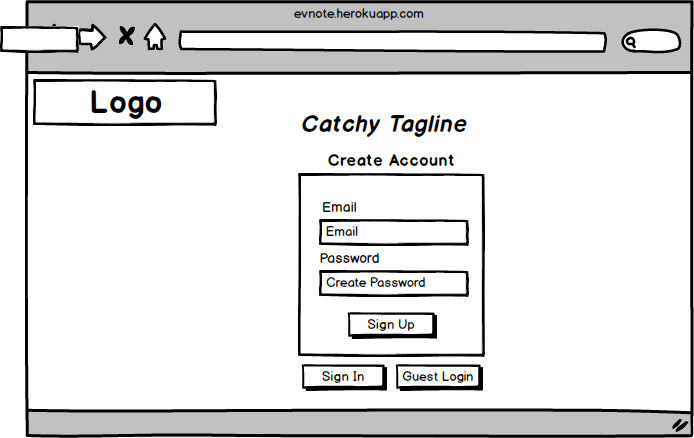 evnote.herokuapp.com
Logo
Catchy Tagline
Create Account
Email
Email
Password
Create Password
Sign Up
Sign In
Guest Login